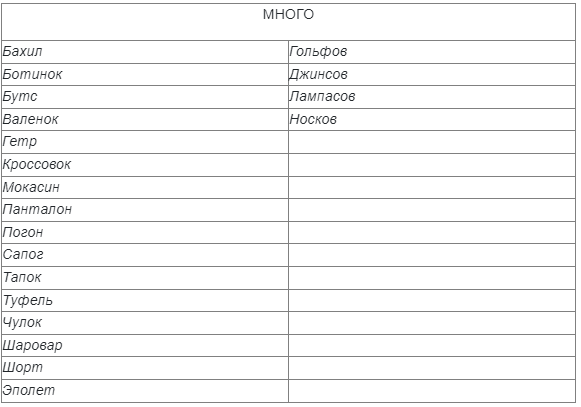 МНОГО
Бахил Гольфов
Ботинок Джинсов
Бутс Лампасов
Валенок Носков
Гетр
Кроссовок
Мокасин
Панталон
Погон
Сапог
Тапок
Туфель
Чулок
Шаровар
Шорт
Эполет